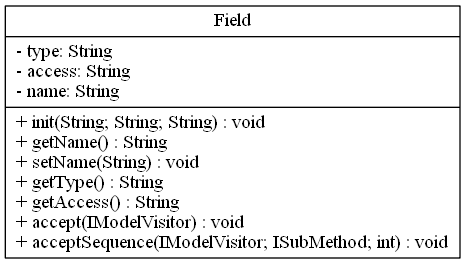 Field
- type: String
- access: String
- name: String
+ init(String; String; String) : void
+ getName() : String
+ setName(String) : void
+ getType() : String
+ getAccess() : String
+ accept(IModelVisitor) : void
+ acceptSequence(IModelVisitor; ISubMethod; int) : void